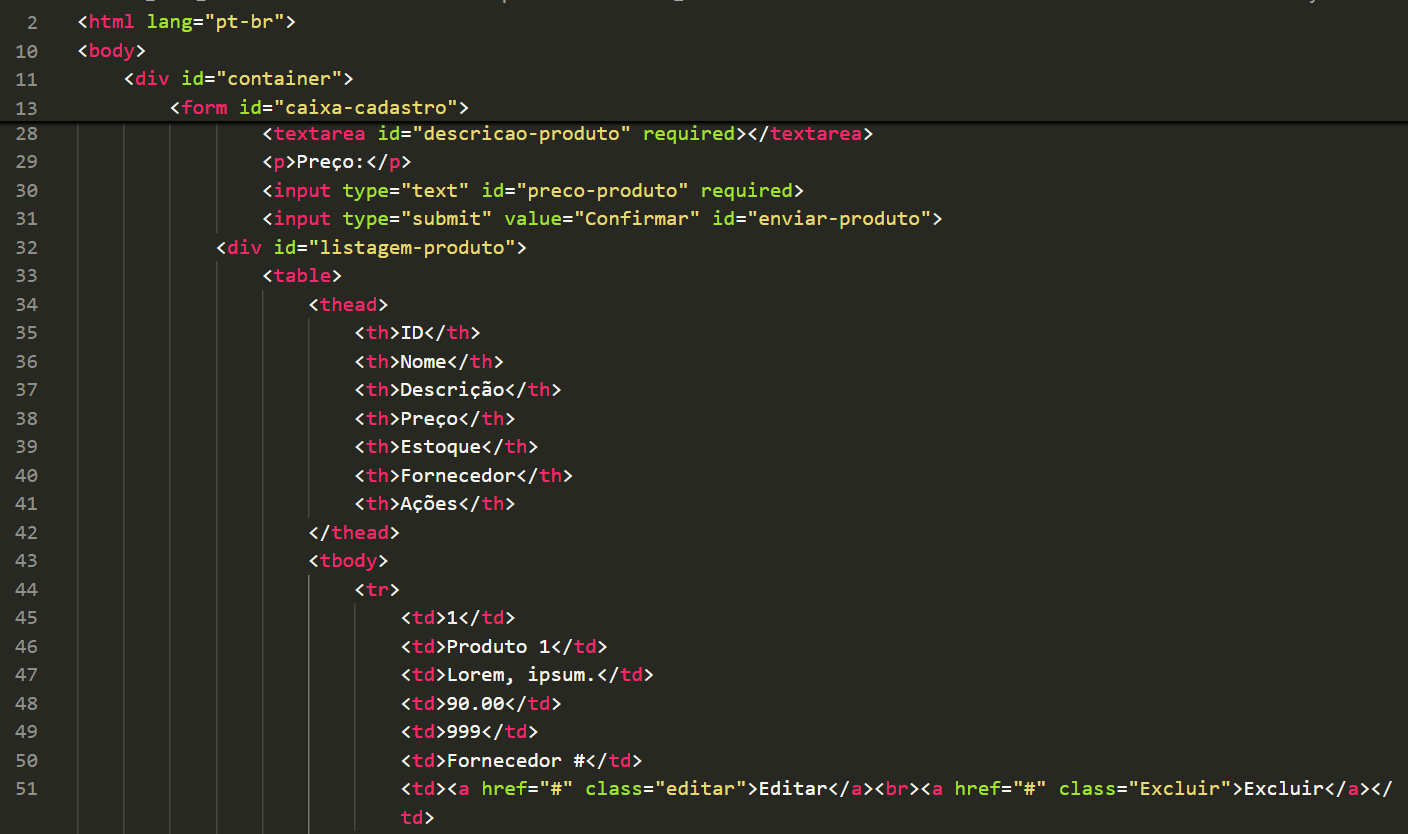 2 <html lang="pt-br">
10 <body>
11 <div id="container">
13 <form id="caixa-cadastro">
28 <textarea id="descricao-produto" required></textarea>
29 <p>Preço:</p>
30 <input type="text" id="preco-produto" required>
31 <input type="submit" value="Confirmar" id="enviar-produto">
32 <div id="listagem-produto">
33 <table>
34 <thead>
35 <th>ID</th>
36 <th>Nome</th>
37 <th>Descrição</th>
38 <th>Preço</th>
39 <th>Estoque</th>
40 <th>Fornecedor</th>
41 <th>Ações</th>
42 </thead>
43 <tbody>
44 <tr>
45 <td>1</td>
46 <td>Produto 1</td>
47 <td>Lorem, ipsum.</td>
48 <td>90.00</td>
49 <td>999</td>
50 <td>Fornecedor #</td>
51 <td><a href="#" class="editar">Editar</a><br><a href="#" class="Excluir">Excluir</a></
td>